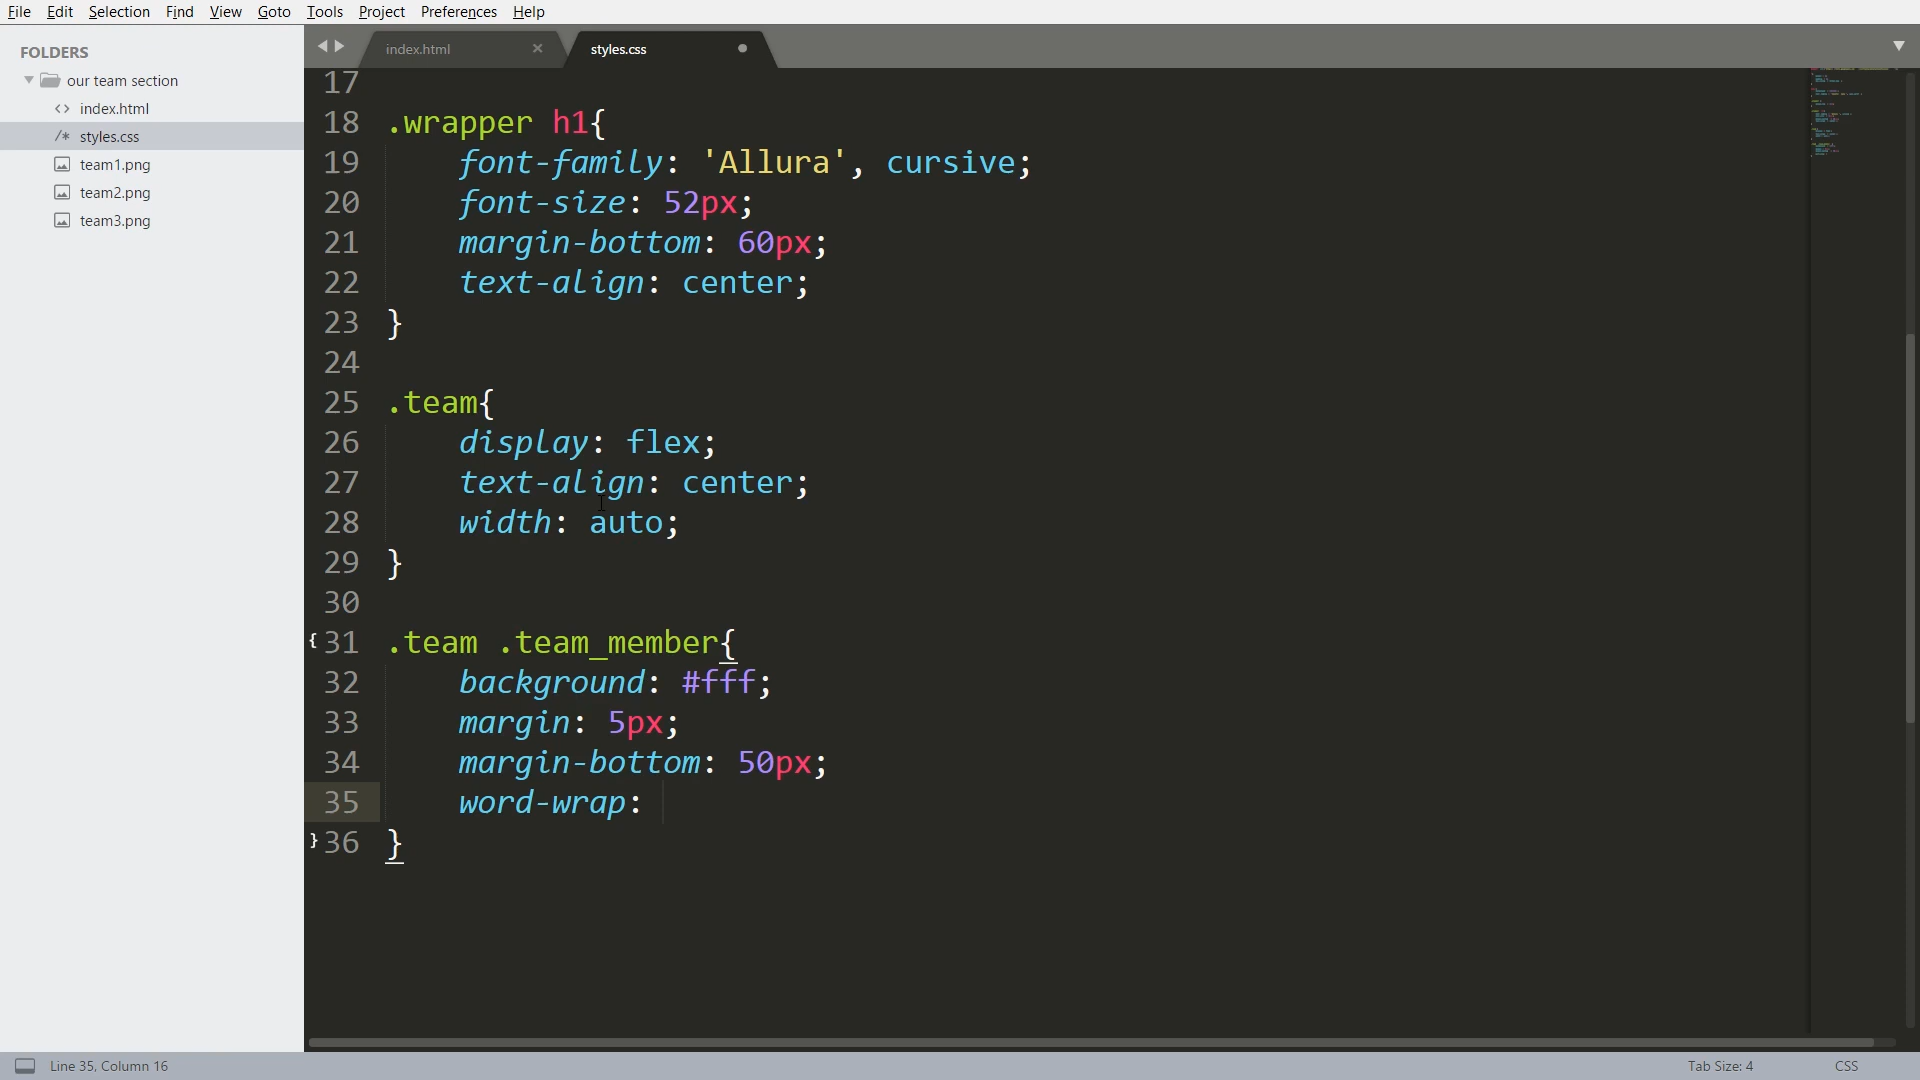 File Edit Selection Find View Goto Tools Project Preferences Help
FOLDERS
our team section
<> index.html
/* styles.css
team1.png
team2.png
team3.png
index.html × styles.css
17
18 .wrapper h1{
19 font-family: 'Allura', cursive;
20 font-size: 52px;
21 margin-bottom: 60px;
22 text-align: center;
23 }
24
25 .team{
26 display: flex;
27 text-align: center;
28 width: auto;
29 }
30
{ 31 .team .team_member{
32 background: #fff;
33 margin: 5px;
34 margin-bottom: 50px;
35 word-wrap:
} 36 }
Line 35, Column 16
Tab Size: 4
CSS